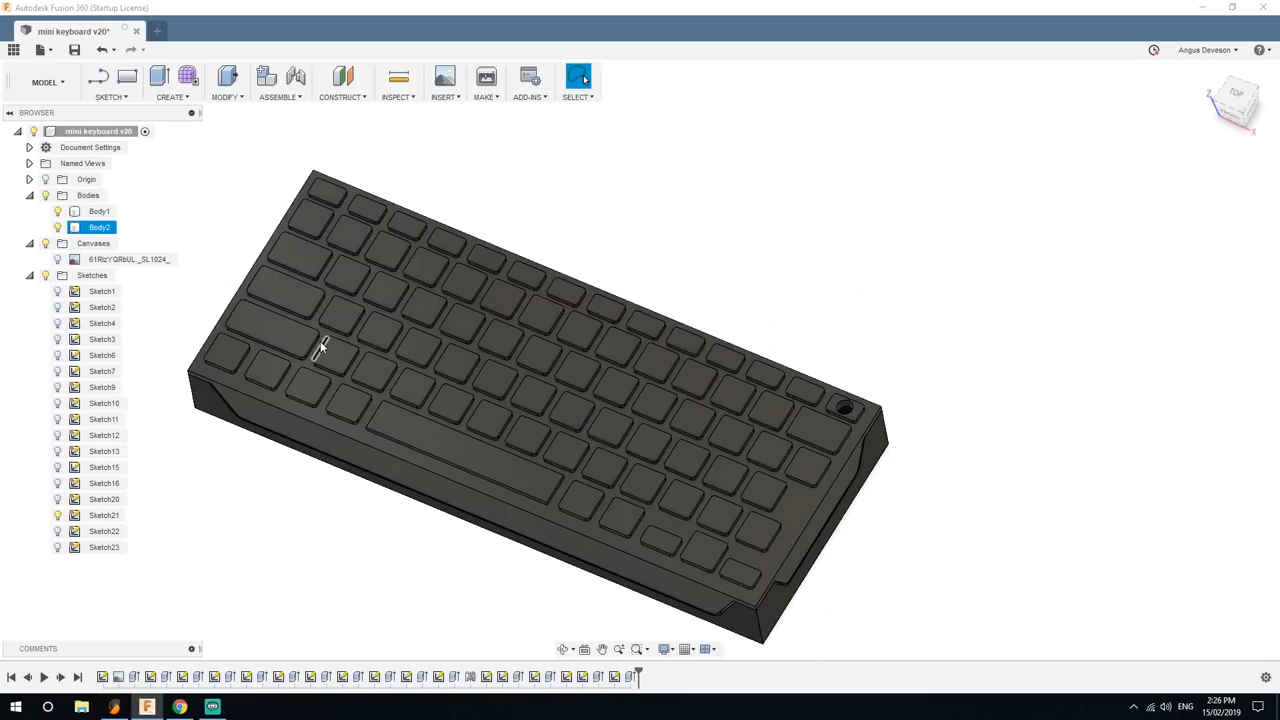 Autodesk Fusion 360 (Startup License)
mini keyboard v20*
Angus Deveson
MODEL
SKETCH
CREATE
MODIFY
ASSEMBLE
CONSTRUCT
INSPECT
INSERT
MAKE
ADD-INS
SELECT
TOP
Z
X
BROWSER
mini keyboard v20
Document Settings
Named Views
Origin
Bodies
Body1
Body2
Canvases
61RlzYQRbUL._SL1024_
Sketches
Sketch1
Sketch2
Sketch4
Sketch3
Sketch6
Sketch7
Sketch9
Sketch10
Sketch11
Sketch12
Sketch13
Sketch15
Sketch16
Sketch20
Sketch21
Sketch22
Sketch23
COMMENTS
ENG
2:26 PM
15/02/2019